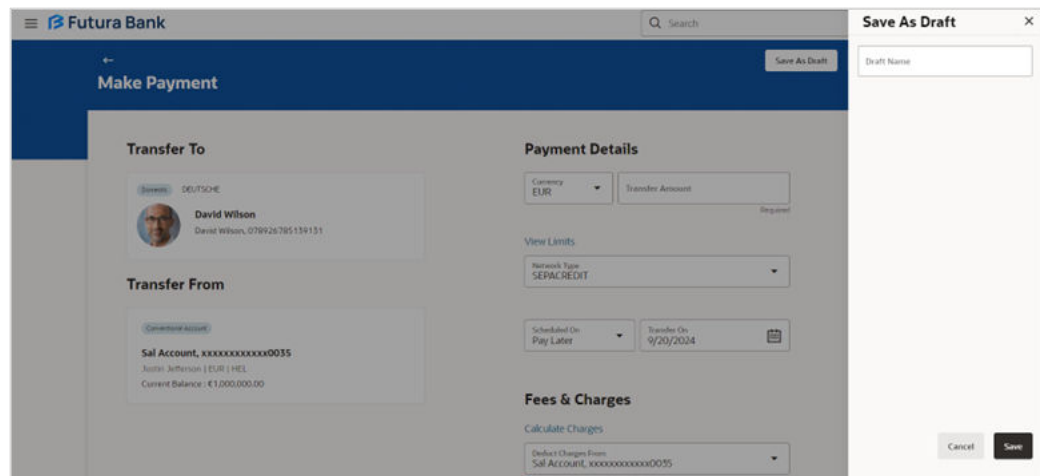 Futura Bank
Search
Save As Draft
Make Payment
Save As Draft
Draft Name
Transfer To
Domestic DEUTSCHE
David Wilson
David Wilson, 078926785139131
Transfer From
Conventional Account
Sal Account, xxxxxxxxxxxx0035
Justin Jefferson | EUR | HEL
Current Balance : €1,000,000.00
Payment Details
Currency
EUR
Transfer Amount
Required
View Limits
Network Type
SEPACREDIT
Scheduled On
Pay Later
Transfer On
9/20/2024
Fees & Charges
Calculate Charges
Deduct Charges From
Sal Account, xxxxxxxxxxxx0035
Cancel
Save